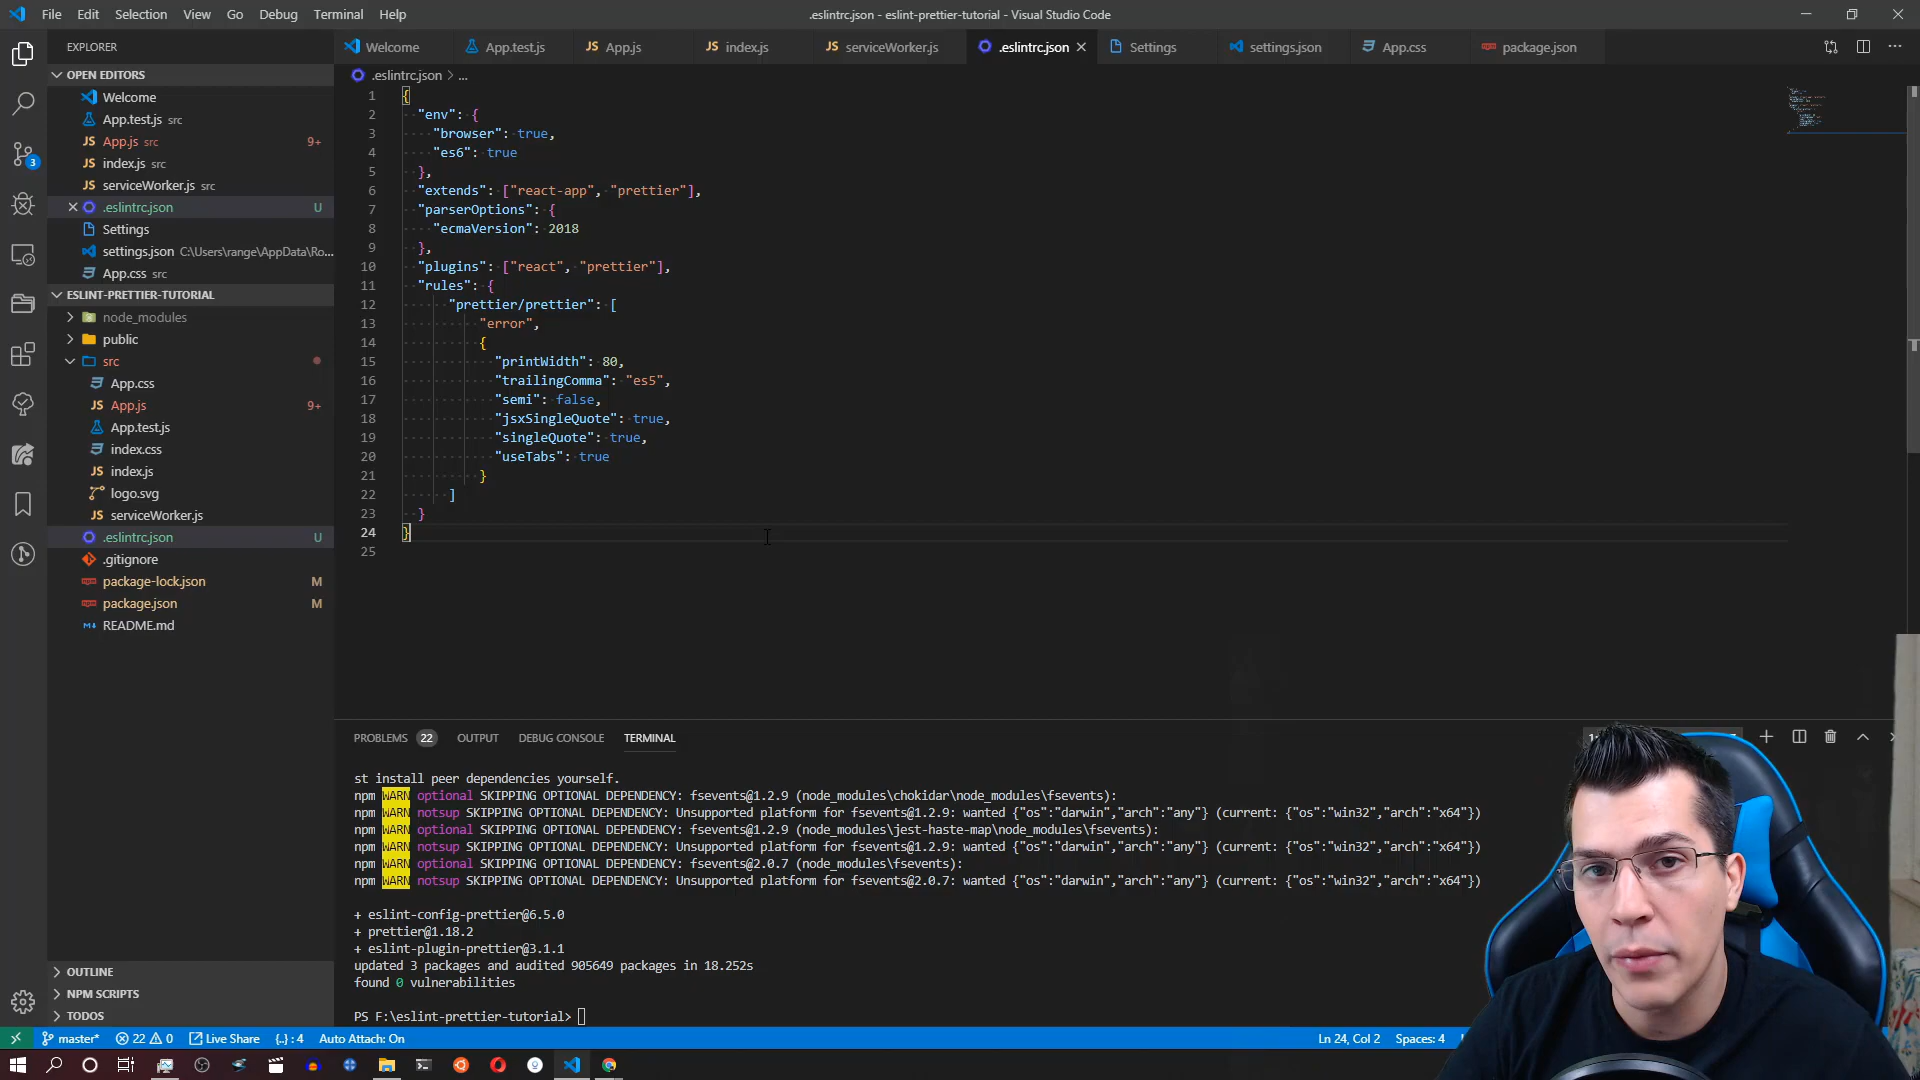 File Edit Selection View Go Debug Terminal Help
.eslintrc.json - eslint-prettier-tutorial - Visual Studio Code
EXPLORER
OPEN EDITORS
Welcome
App.test.js src
App.js src 9+
index.js src
serviceWorker.js src
.eslintrc.json U
Settings
settings.json C:\Users\range\AppData\Ro...
App.css src
ESLINT-PRETTIER-TUTORIAL
node_modules
public
src
App.css
App.js 9+
App.test.js
index.css
index.js
logo.svg
serviceWorker.js
.eslintrc.json U
.gitignore
package-lock.json M
package.json M
README.md
OUTLINE
NPM SCRIPTS
TODOS
3
Welcome App.test.js App.js index.js serviceWorker.js .eslintrc.json Settings settings.json App.css package.json
.eslintrc.json > ...
1 {
2 "env": {
3 "browser": true,
4 "es6": true
5 },
6 "extends": ["react-app", "prettier"],
7 "parserOptions": {
8 "ecmaVersion": 2018
9 },
10 "plugins": ["react", "prettier"],
11 "rules": {
12 "prettier/prettier": [
13 "error",
14 {
15 "printWidth": 80,
16 "trailingComma": "es5",
17 "semi": false,
18 "jsxSingleQuote": true,
19 "singleQuote": true,
20 "useTabs": true
21 }
22 ]
23 }
24 }
25
PROBLEMS 22 OUTPUT DEBUG CONSOLE TERMINAL
st install peer dependencies yourself.
npm WARN optional SKIPPING OPTIONAL DEPENDENCY: fsevents@1.2.9 (node_modules\chokidar\node_modules\fsevents):
npm WARN notsup SKIPPING OPTIONAL DEPENDENCY: Unsupported platform for fsevents@1.2.9: wanted {"os":"darwin","arch":"any"} (current: {"os":"win32","arch":"x64"})
npm WARN optional SKIPPING OPTIONAL DEPENDENCY: fsevents@1.2.9 (node_modules\jest-haste-map\node_modules\fsevents):
npm WARN notsup SKIPPING OPTIONAL DEPENDENCY: Unsupported platform for fsevents@1.2.9: wanted {"os":"darwin","arch":"any"} (current: {"os":"win32","arch":"x64"})
npm WARN optional SKIPPING OPTIONAL DEPENDENCY: fsevents@2.0.7 (node_modules\fsevents):
npm WARN notsup SKIPPING OPTIONAL DEPENDENCY: Unsupported platform for fsevents@2.0.7: wanted {"os":"darwin","arch":"any"} (current: {"os":"win32","arch":"x64"})
+ eslint-config-prettier@6.5.0
+ prettier@1.18.2
+ eslint-plugin-prettier@3.1.1
updated 3 packages and audited 905649 packages in 18.252s
found 0 vulnerabilities
PS F:\eslint-prettier-tutorial>
master* 22 0 Live Share {..} : 4 Auto Attach: On Ln 24, Col 2 Spaces: 4